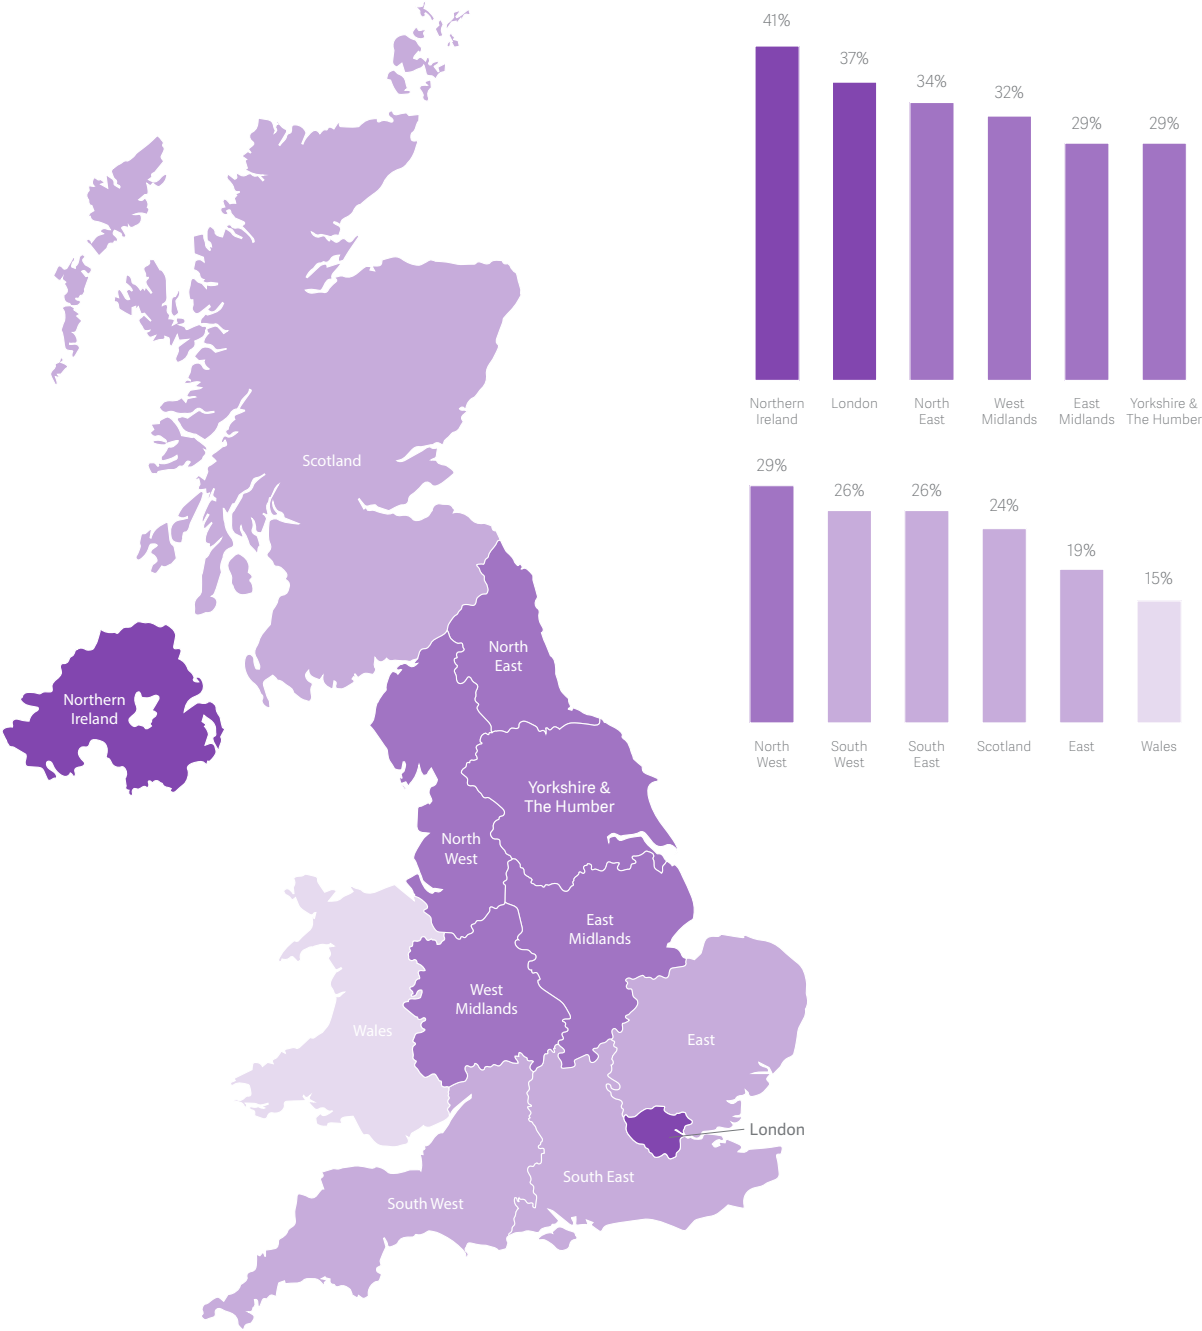 41%
37%
34%
32%
29%
29%
Northern
Ireland
London
North
East
West
Midlands
East
Midlands
Yorkshire &
The Humber
29%
26%
26%
24%
19%
15%
North
West
South
West
South
East
Scotland
East
Wales
Scotland
North
East
Northern
Ireland
Yorkshire &
The Humber
North
West
East
Midlands
West
Midlands
Wales
East
London
South East
South West